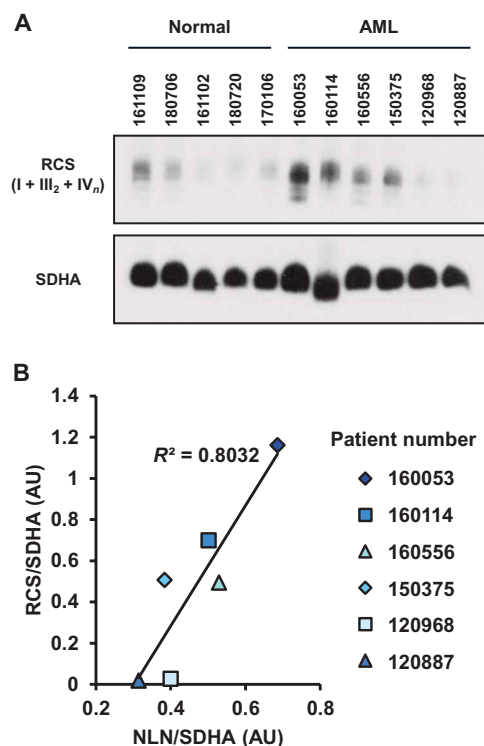 A
Normal AML
161109 180706 161102 180720 170106 160053 160114 160556 150375 120968 120887
RCS
(I + III₂ + IVₙ)
SDHA
B
1.4
1.2
1
0.8
0.6
0.4
0.2
0
RCS/SDHA (AU)
R² = 0.8032
0.2 0.4 0.6 0.8
NLN/SDHA (AU)
Patient number
160053
160114
160556
150375
120968
120887